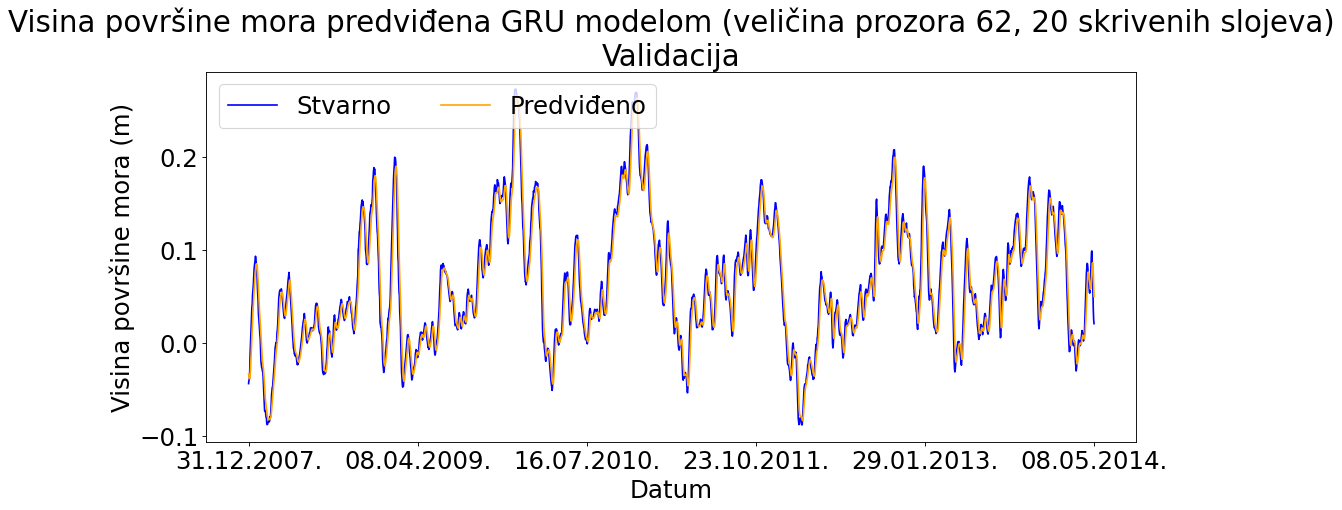 Visina površine mora predviđena GRU modelom (veličina prozora 62, 20 skrivenih slojeva)
Validacija
Stvarno
Predviđeno
Visina površine mora (m)
0.2
0.1
0.0
−0.1
31.12.2007.
08.04.2009.
16.07.2010.
23.10.2011.
29.01.2013.
08.05.2014.
Datum